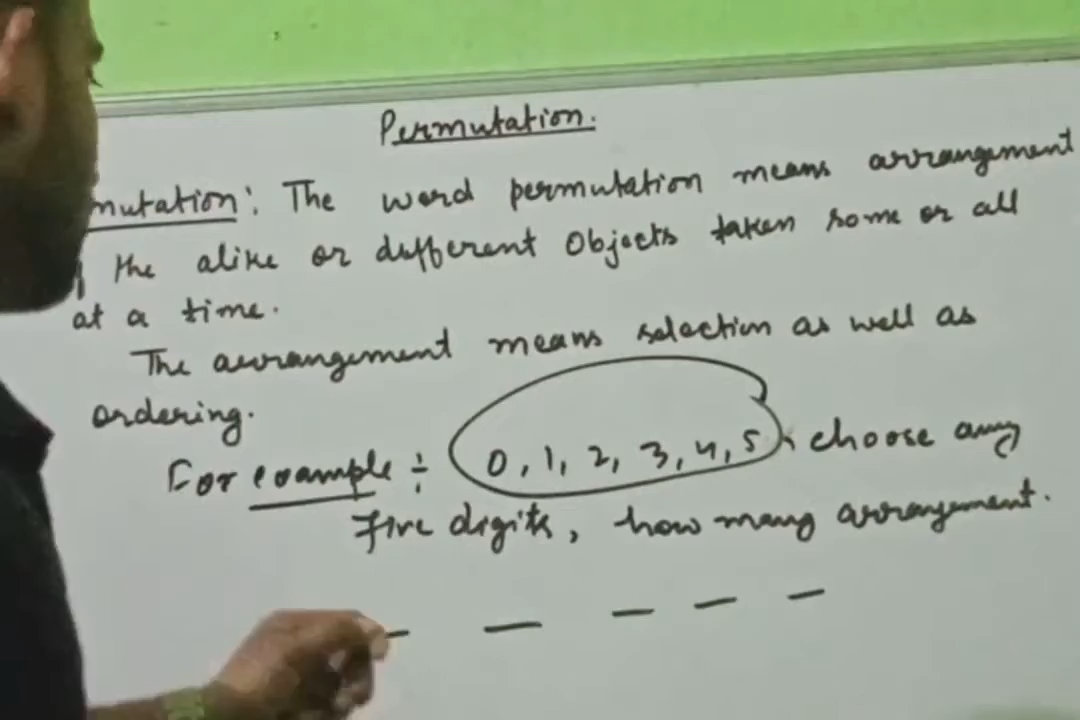 Permutation.
mutation: The word permutation means arrangement
the alike or different objects taken some or all
at a time.
The arrangement means selection as well as
ordering.
For example ÷ 0, 1, 2, 3, 4, 5, choose any
five digits, how many arrangement.